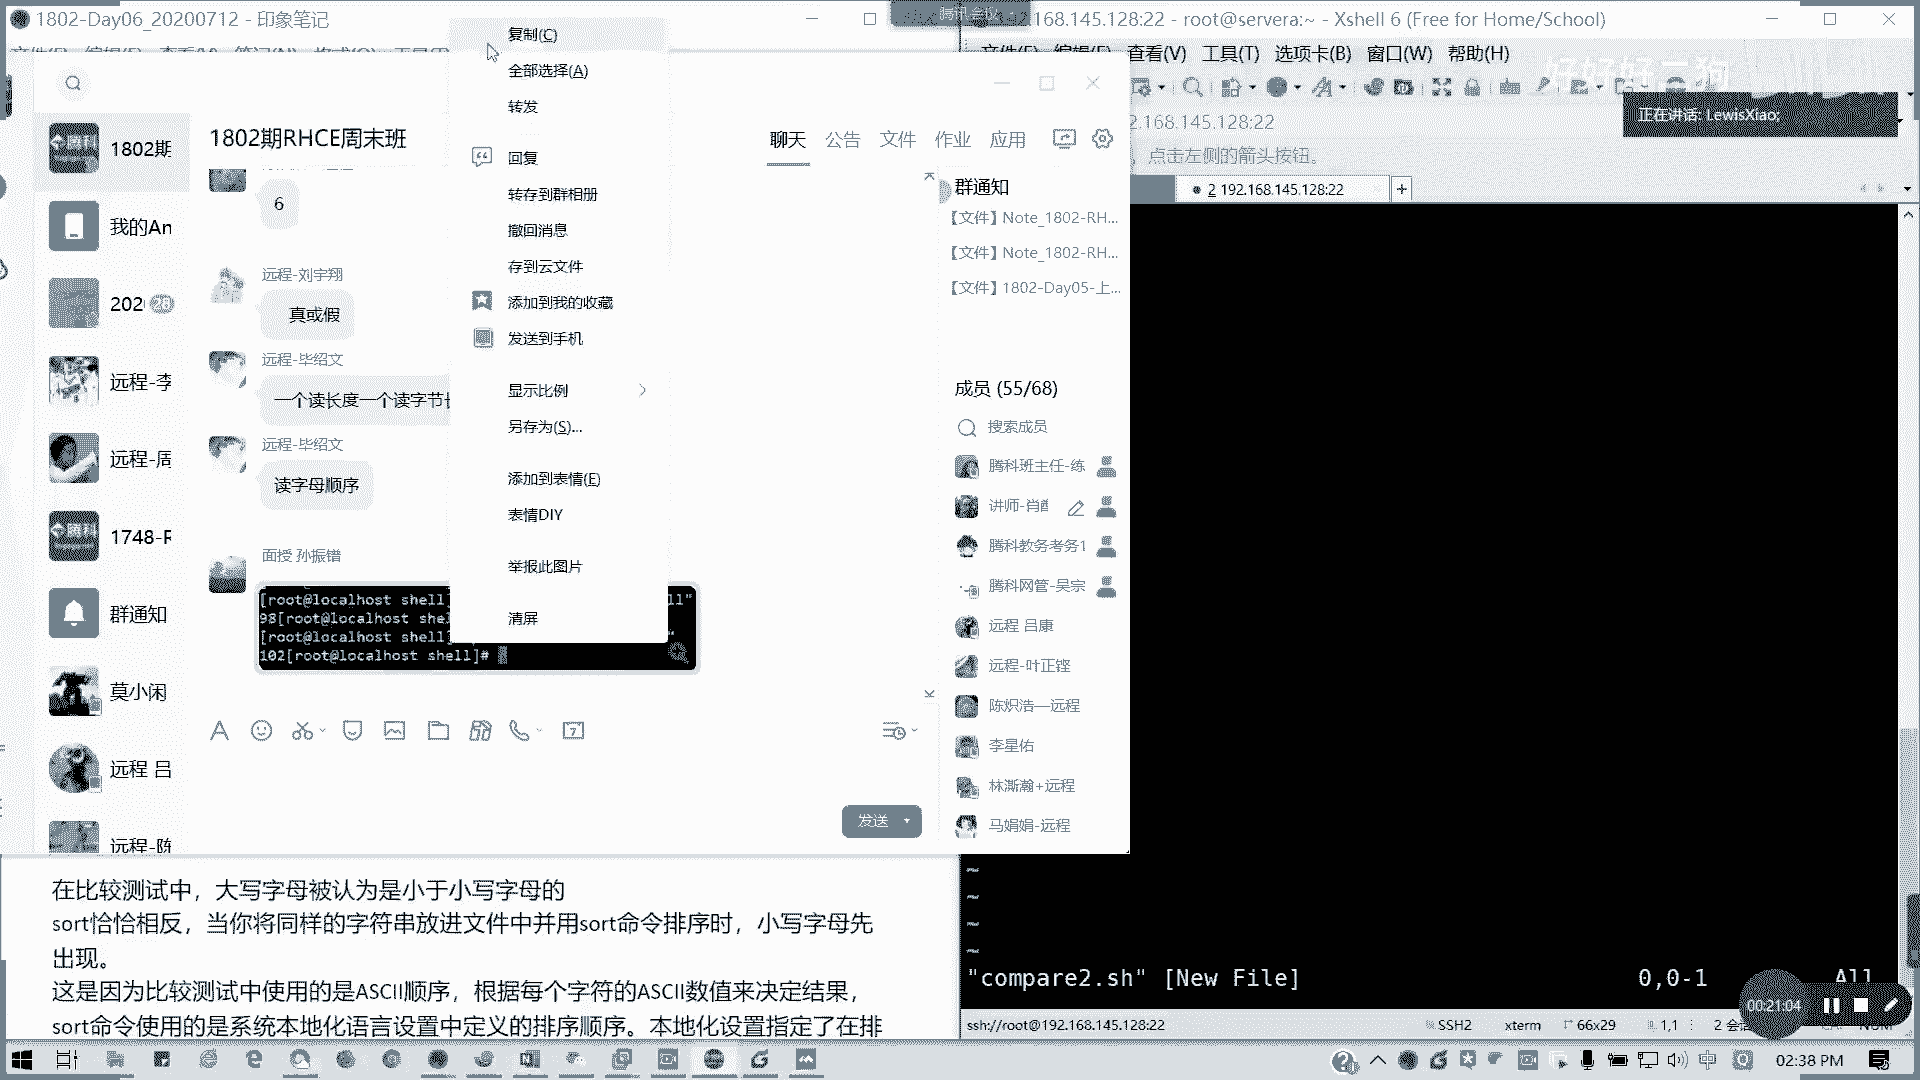 1802-Day06_20200712 - 印象笔记
腾讯会议
192.168.145.128:22 - root@servera:~ - Xshell 6 (Free for Home/School)
查看(V) 工具(T) 选项卡(B) 窗口(W) 帮助(H)
好好好二狗
正在讲话: LewisXiao;
2.168.145.128:22
，点击左侧的箭头按钮。
2 192.168.145.128:22
1802期
我的An
202
28
远程-李
远程-周
1748-R
群通知
莫小闲
远程 吕
远程-陈
1802期RHCE周末班
聊天 公告 文件 作业 应用
6
远程-刘宇翔
真或假
远程-毕绍文
一个读长度一个读字节长
远程-毕绍文
读字母顺序
面授 孙振锴
[root@localhost shell] ll"
98[root@localhost shel
[root@localhost shell] "
102[root@localhost shell]#
复制(C)
全部选择(A)
转发
回复
转存到群相册
撤回消息
存到云文件
添加到我的收藏
发送到手机
显示比例
另存为(S)...
添加到表情(E)
表情DIY
举报此图片
清屏
发送
群通知
【文件】Note_1802-RH...
【文件】Note_1802-RH...
【文件】1802-Day05-上...
成员 (55/68)
搜索成员
腾科班主任-练
讲师-肖
腾科教务考务1
腾科网管-吴宗
远程 吕康
远程-叶正铿
陈炽浩—远程
李星佑
林澌瀚+远程
马娟娟-远程
在比较测试中，大写字母被认为是小于小写字母的
sort恰恰相反，当你将同样的字符串放进文件中并用sort命令排序时，小写字母先
出现。
这是因为比较测试中使用的是ASCII顺序，根据每个字符的ASCII数值来决定结果，
sort命令使用的是系统本地化语言设置中定义的排序顺序。本地化设置指定了在排
~
~
~
~
"compare2.sh" [New File] 0,0-1 All
00:21:04
ssh://root@192.168.145.128:22 SSH2 xterm 66x29 1,1 2 会 NUM
中
02:38 PM